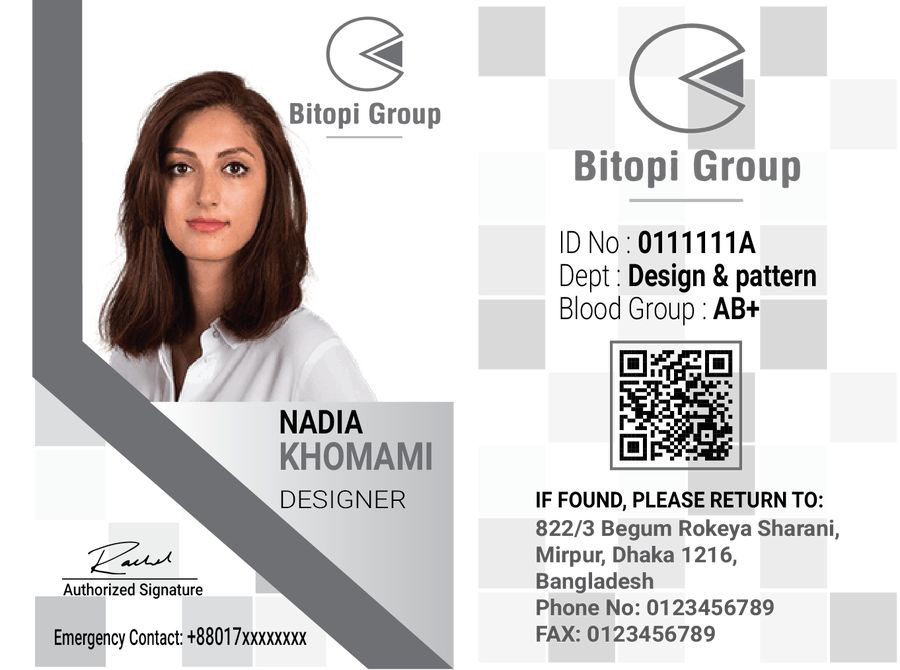 Bitopi Group
NADIA
KHOMAMI
DESIGNER
Rachel
Authorized Signature
Emergency Contact: +88017xxxxxxxx
Bitopi Group
ID No : 0111111A
Dept : Design & pattern
Blood Group : AB+
IF FOUND, PLEASE RETURN TO:
822/3 Begum Rokeya Sharani,
Mirpur, Dhaka 1216,
Bangladesh
Phone No: 0123456789
FAX: 0123456789